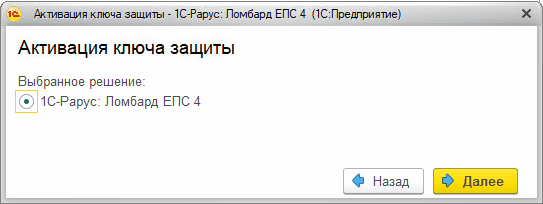 Активация ключа защиты - 1С-Рарус: Ломбард ЕПС 4 (1С:Предприятие)
Активация ключа защиты
Выбранное решение:
1С-Рарус: Ломбард ЕПС 4
Назад Далее